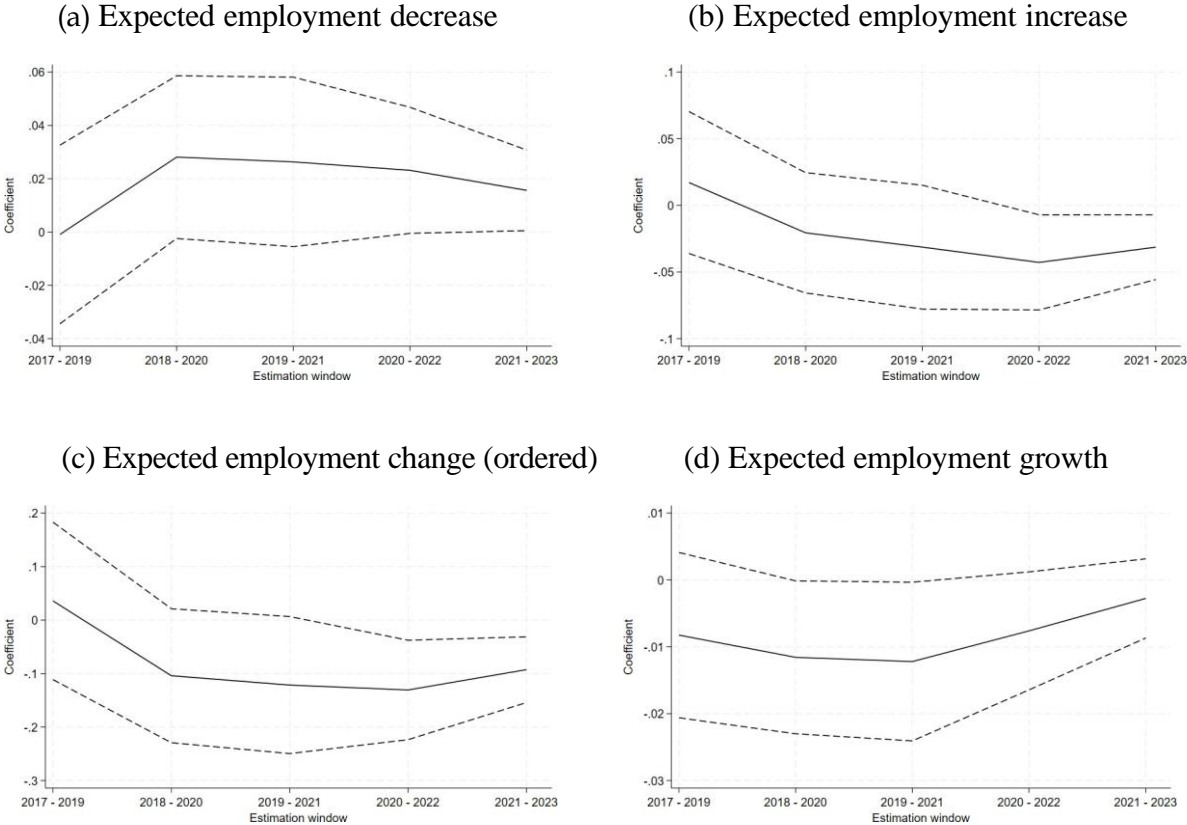 (a) Expected employment decrease
.06
.04
.02
0
-.02
-.04
Coefficient
2017 - 2019
2018 - 2020
2019 - 2021
2020 - 2022
2021 - 2023
Estimation window
(b) Expected employment increase
.1
.05
0
-.05
-.1
Coefficient
2017 - 2019
2018 - 2020
2019 - 2021
2020 - 2022
2021 - 2023
Estimation window
(c) Expected employment change (ordered)
.2
.1
0
-.1
-.2
-.3
Coefficient
2017 - 2019
2018 - 2020
2019 - 2021
2020 - 2022
2021 - 2023
Estimation window
(d) Expected employment growth
.01
0
-.01
-.02
-.03
Coefficient
2017 - 2019
2018 - 2020
2019 - 2021
2020 - 2022
2021 - 2023
Estimation window